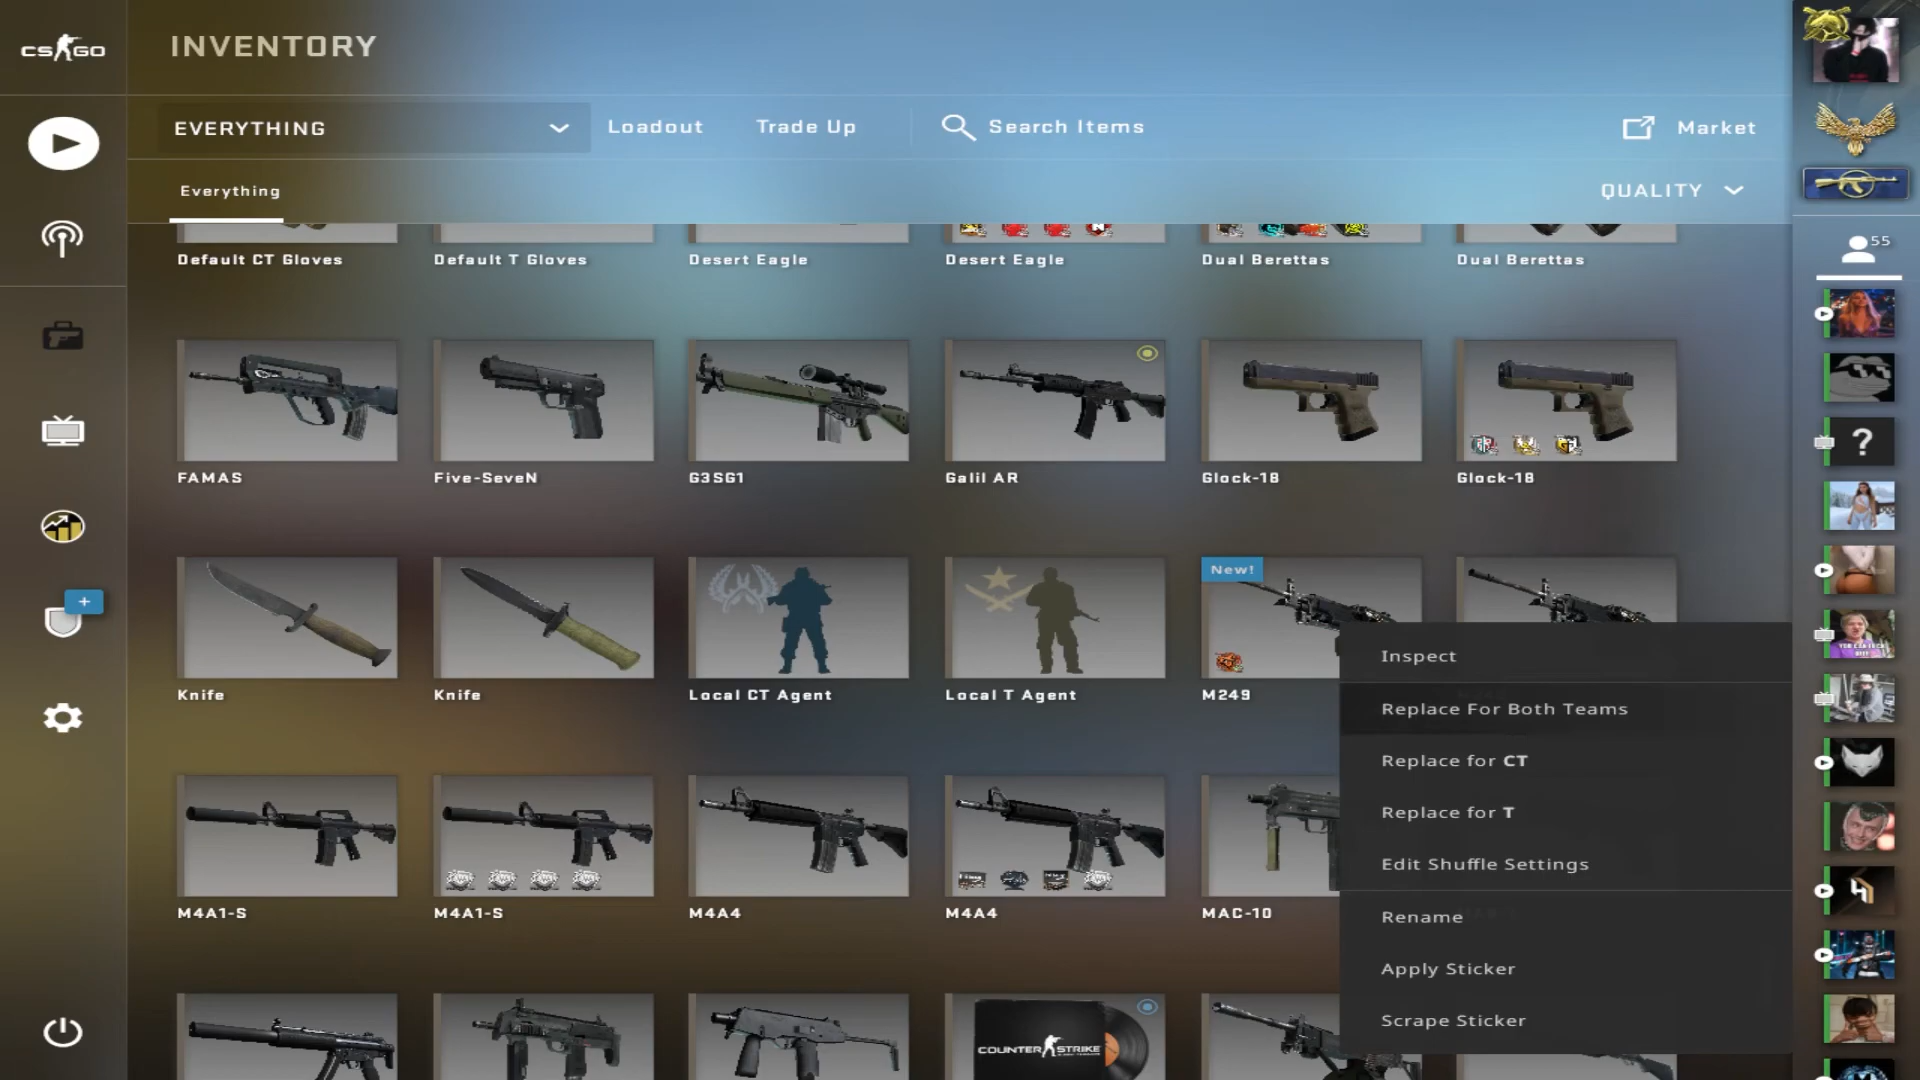 CS GO
INVENTORY
EVERYTHING
Loadout
Trade Up
Search Items
Market
Everything
QUALITY
55
Default CT Gloves
Default T Gloves
Desert Eagle
Desert Eagle
Dual Berettas
Dual Berettas
FAMAS
Five-SeveN
G3SG1
Galil AR
Glock-18
Glock-18
?
New!
+
Knife
Knife
Local CT Agent
Local T Agent
M249
Inspect
Replace For Both Teams
Replace for CT
Replace for T
Edit Shuffle Settings
Rename
Apply Sticker
Scrape Sticker
M4A1-S
M4A1-S
M4A4
M4A4
MAC-10
COUNTER STRIKE